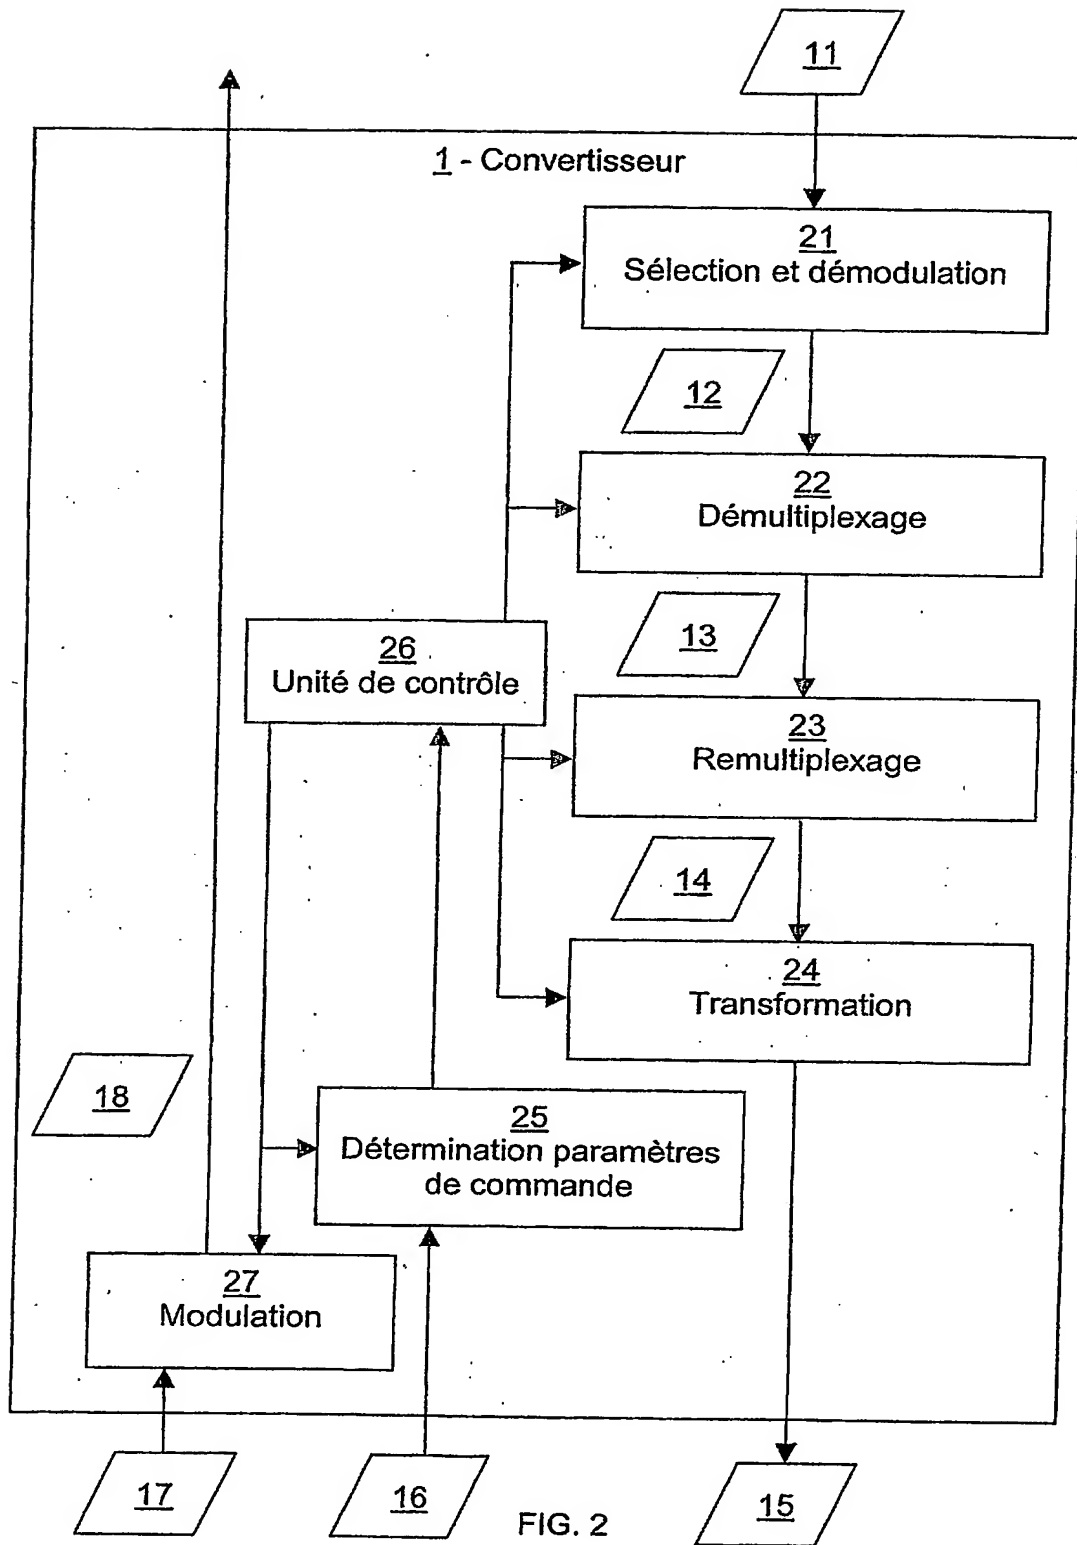 11
1 - Convertisseur
21
Sélection et démodulation
12
22
Démultiplexage
13
26
Unité de contrôle
23
Remultiplexage
14
24
Transformation
18
25
Détermination paramètres
de commande
27
Modulation
17
16
15
FIG. 2